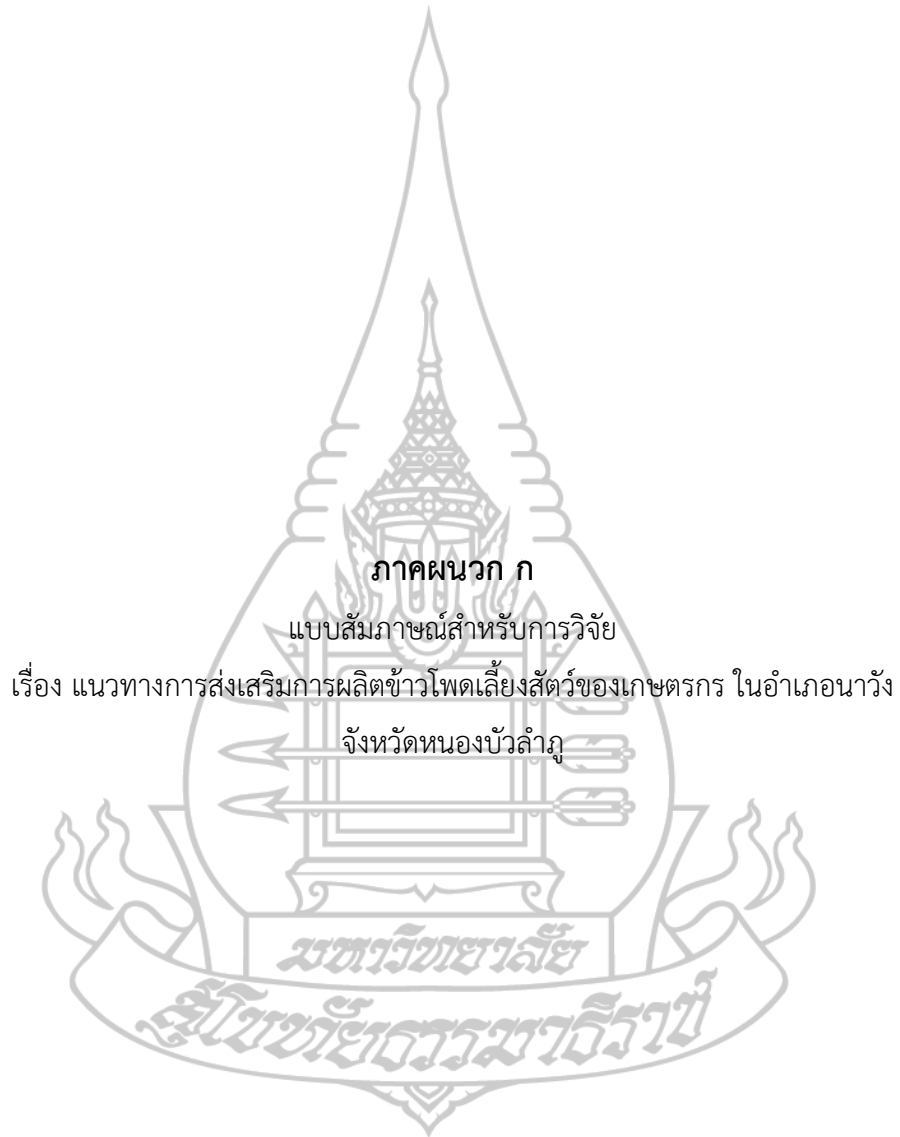 ภาคผนวก ก
แบบสัมภาษณ์สำหรับการวิจัย
เรื่อง แนวทางการส่งเสริมการผลิตข้าวโพดเลี้ยงสัตว์ของเกษตรกร ในอำเภอนาวัง
จังหวัดหนองบัวลำภู
มหาวิทยาลัย
สุโขทัยธรรมาธิราช